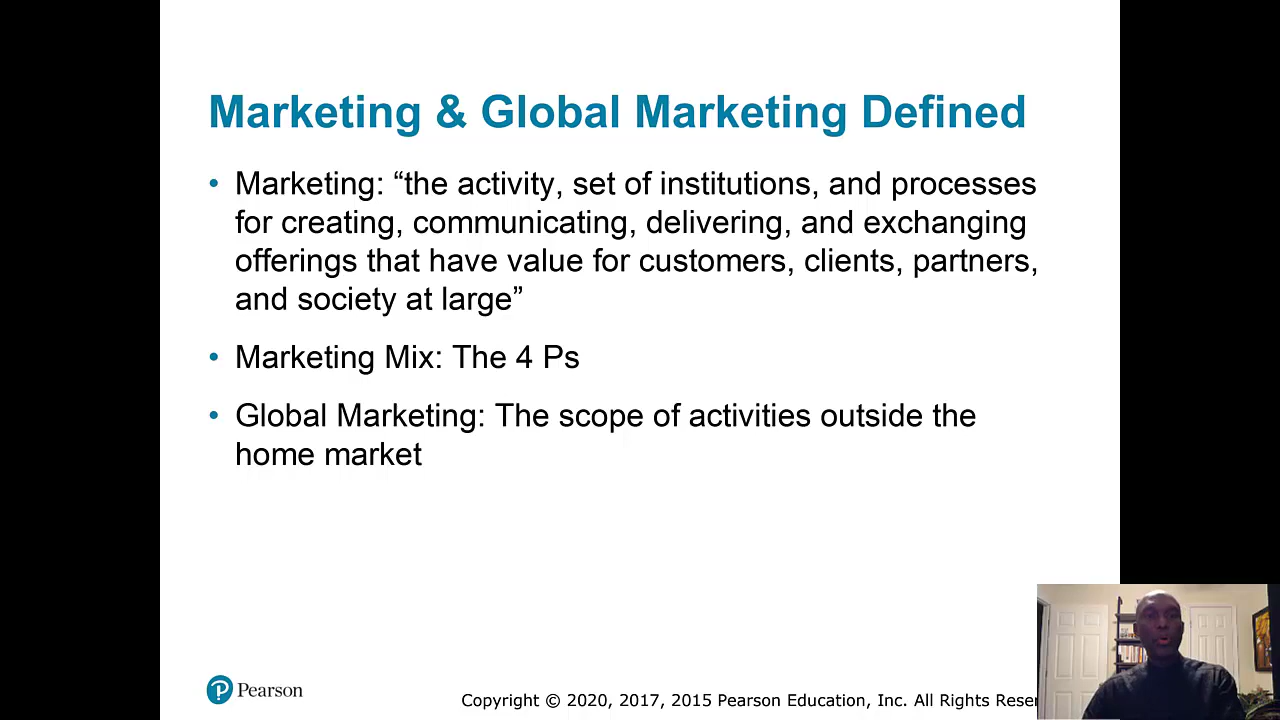 Marketing & Global Marketing Defined
• Marketing: “the activity, set of institutions, and processes
for creating, communicating, delivering, and exchanging
offerings that have value for customers, clients, partners,
and society at large”
• Marketing Mix: The 4 Ps
• Global Marketing: The scope of activities outside the
home market
Pearson
Copyright © 2020, 2017, 2015 Pearson Education, Inc. All Rights